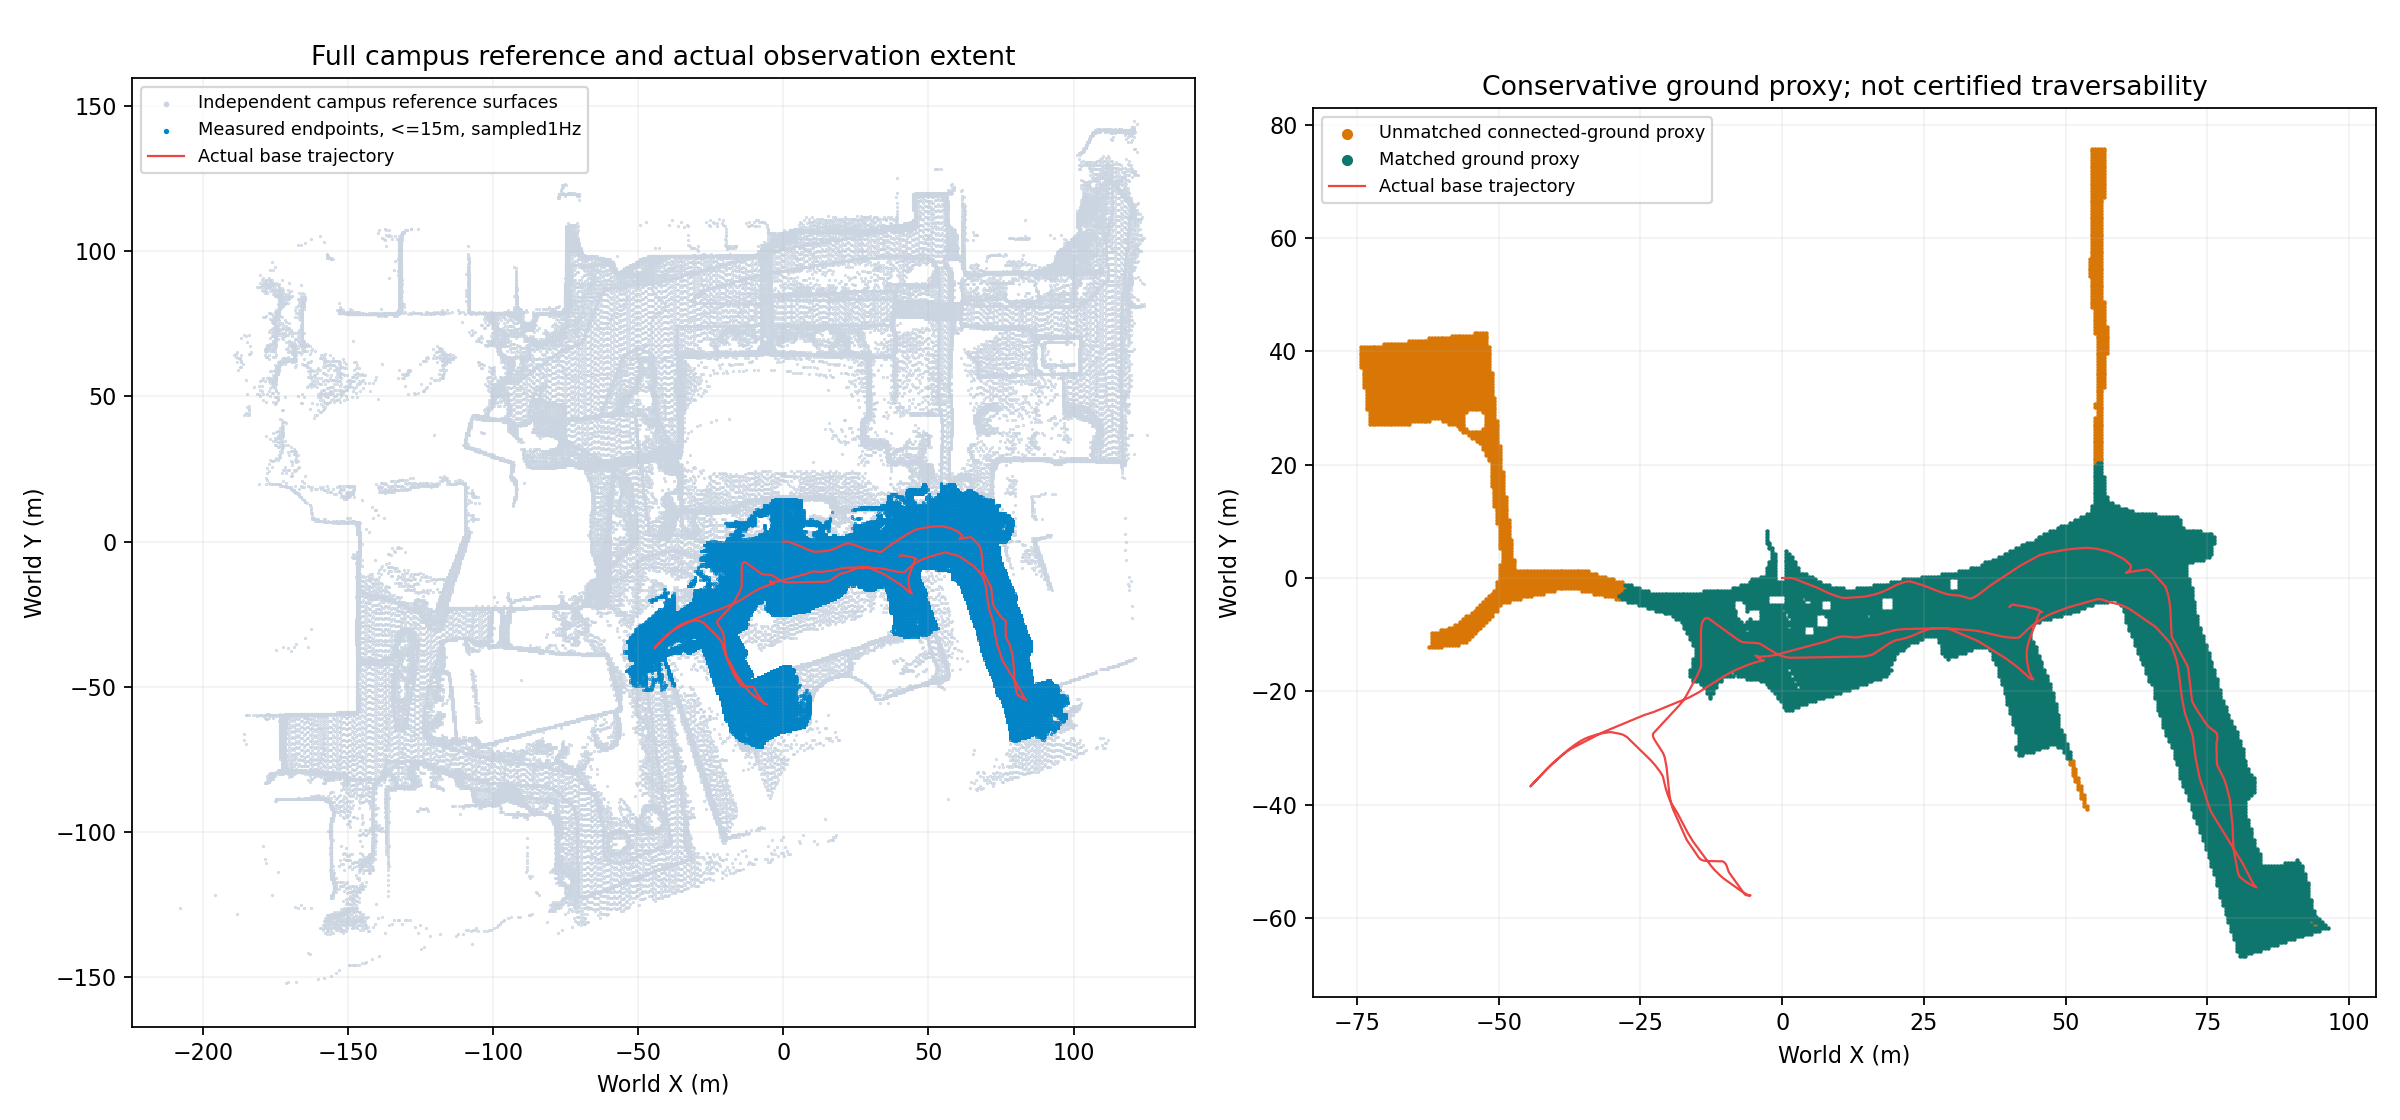 Full campus reference and actual observation extent
Independent campus reference surfaces
Measured endpoints, <=15m, sampled1Hz
Actual base trajectory
150
100
50
0
−50
−100
−150
World Y (m)
−200
−150
−100
−50
0
50
100
World X (m)
Conservative ground proxy; not certified traversability
Unmatched connected-ground proxy
Matched ground proxy
Actual base trajectory
80
60
40
20
0
−20
−40
−60
World Y (m)
−75
−50
−25
0
25
50
75
100
World X (m)